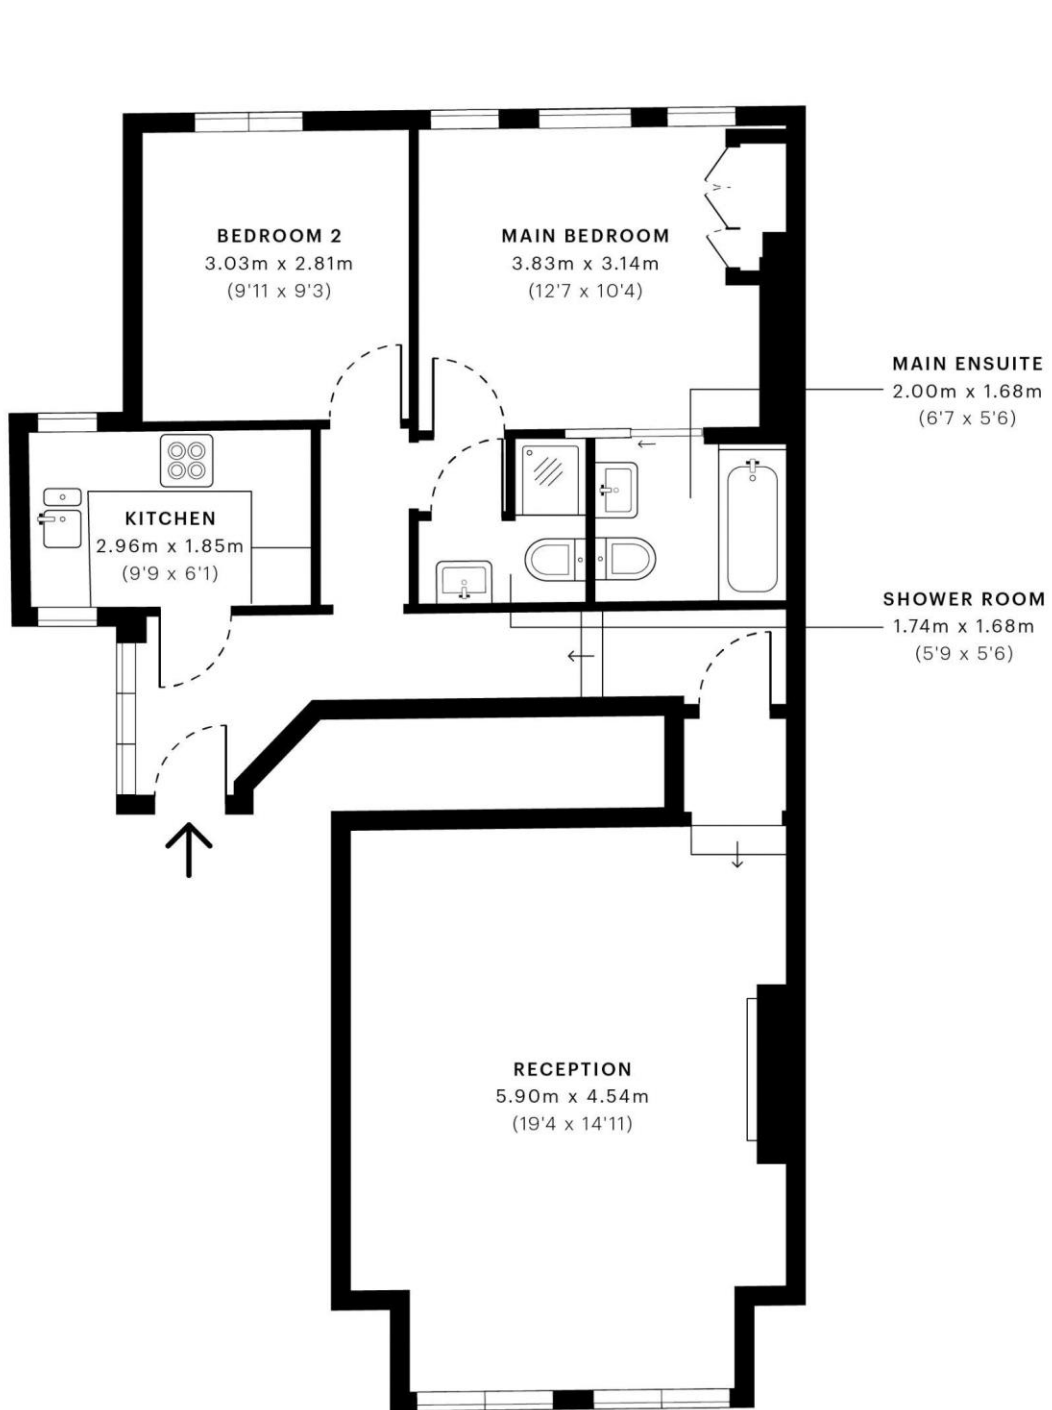 BEDROOM 2
3.03m x 2.81m
(9'11 x 9'3)
MAIN BEDROOM
3.83m x 3.14m
(12'7 x 10'4)
MAIN ENSUITE
2.00m x 1.68m
(6'7 x 5'6)
KITCHEN
2.96m x 1.85m
(9'9 x 6'1)
SHOWER ROOM
1.74m x 1.68m
(5'9 x 5'6)
RECEPTION
5.90m x 4.54m
(19'4 x 14'11)